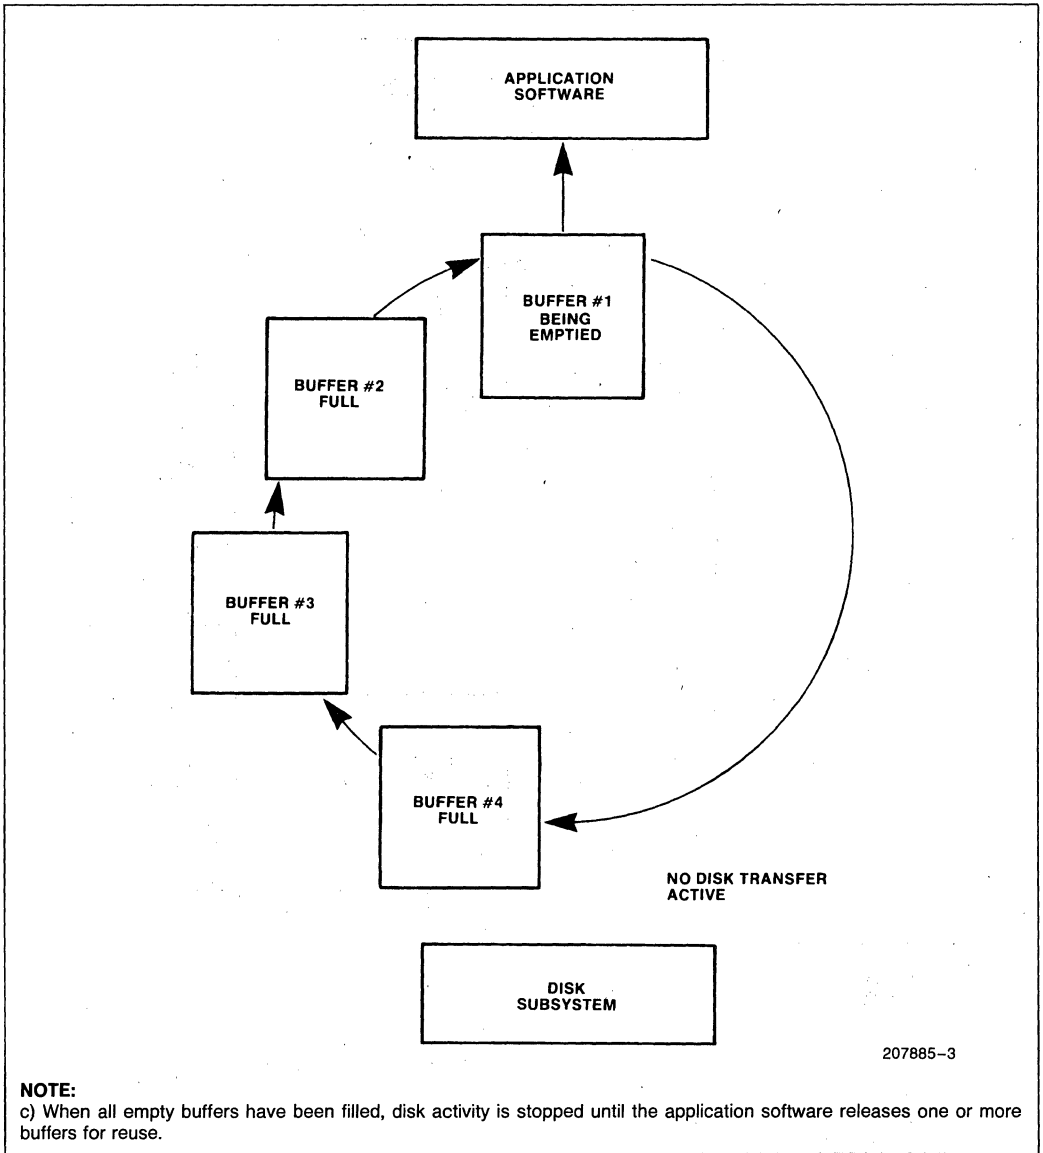 APPLICATION
SOFTWARE
BUFFER #1
BEING
EMPTIED
BUFFER #2
FULL
BUFFER #3
FULL
BUFFER #4
FULL
NO DISK TRANSFER
ACTIVE
DISK
SUBSYSTEM
207885–3
NOTE:
c) When all empty buffers have been filled, disk activity is stopped until the application software releases one or more
buffers for reuse.